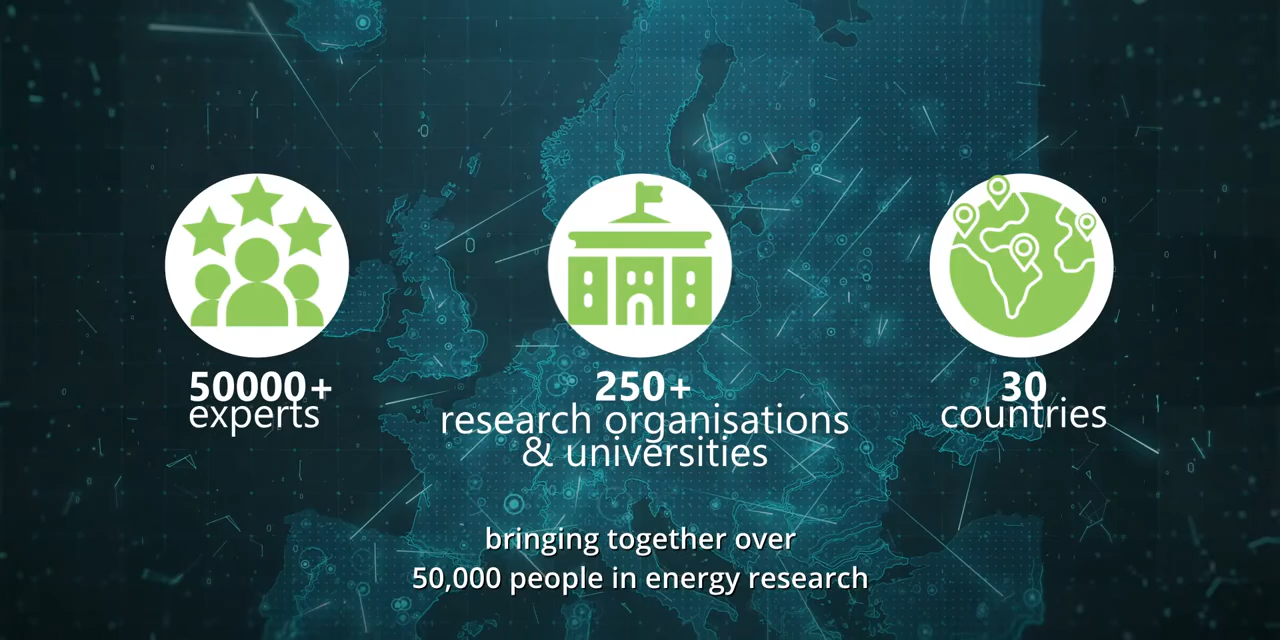 50000+
experts
250+
research organisations
& universities
30
countries
bringing together over
50,000 people in energy research